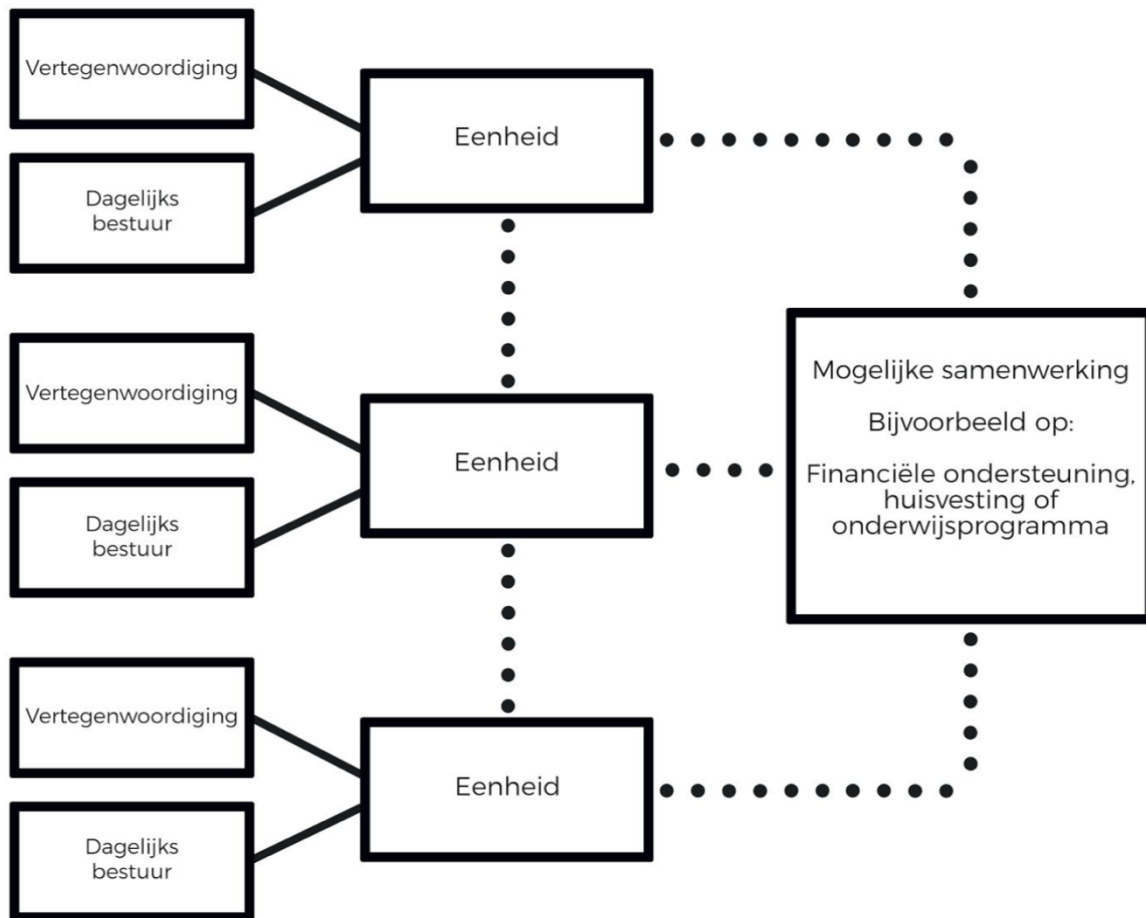 Vertegenwoordiging
Dagelijks
bestuur
Eenheid
Vertegenwoordiging
Dagelijks
bestuur
Eenheid
Vertegenwoordiging
Dagelijks
bestuur
Eenheid
Mogelijke samenwerking
Bijvoorbeeld op:
Financiële ondersteuning,
huisvesting of
onderwijsprogramma